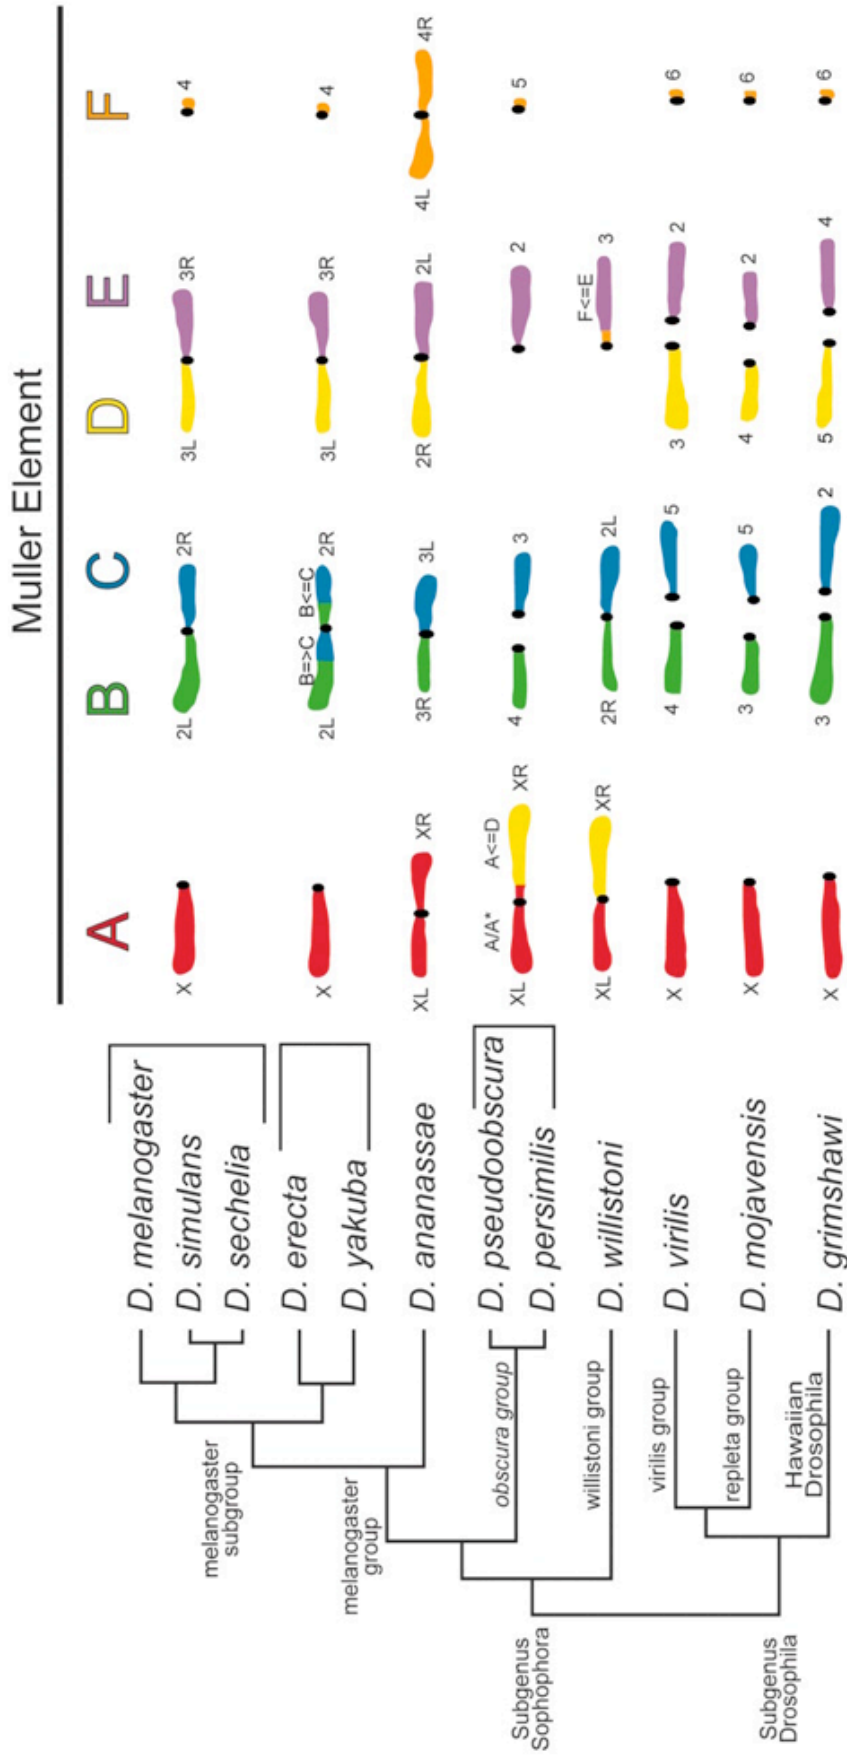 Muller Element
A B C D E F
D. melanogaster
D. simulans
D. sechelia
X
2L 2R
3L 3R
4
D. erecta
D. yakuba
X
B=>C B<=C
2L 2R
3L 3R
4
D. ananassae
XL XR
3R 3L
2R 2L
4L 4R
D. pseudoobscura
D. persimilis
A/A* A<=D
XL XR
4 3
2
5
D. willistoni
XL XR
2R 2L
F<=E
3
D. virilis
X
4 5
3 2
6
D. mojavensis
X
3 5
4 2
6
D. grimshawi
X
3 2
5 4
6
melanogaster
subgroup
melanogaster
group
obscura group
willistoni group
virilis group
repleta group
Hawaiian
Drosophila
Subgenus
Sophophora
Subgenus
Drosophila